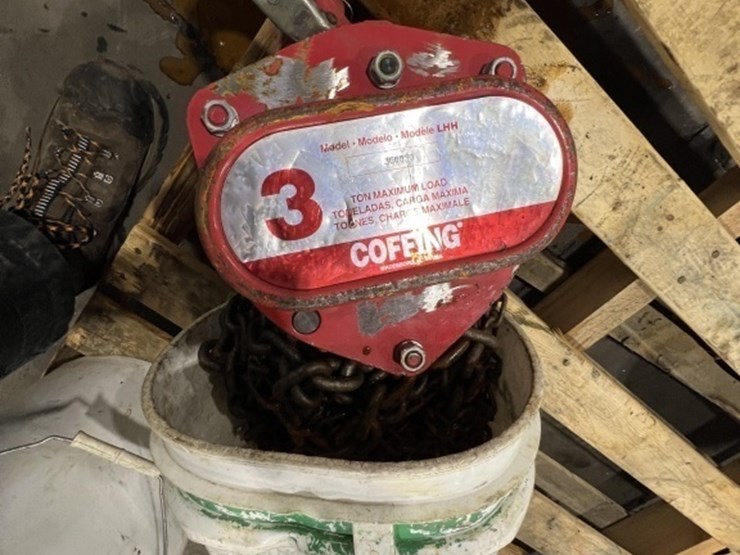 Model - Modelo - Modèle LHH
3
TON MAXIMUM LOAD
TONELADAS, CARGA MAXIMA
TONNES, CHARGE MAXIMALE
COFFING®